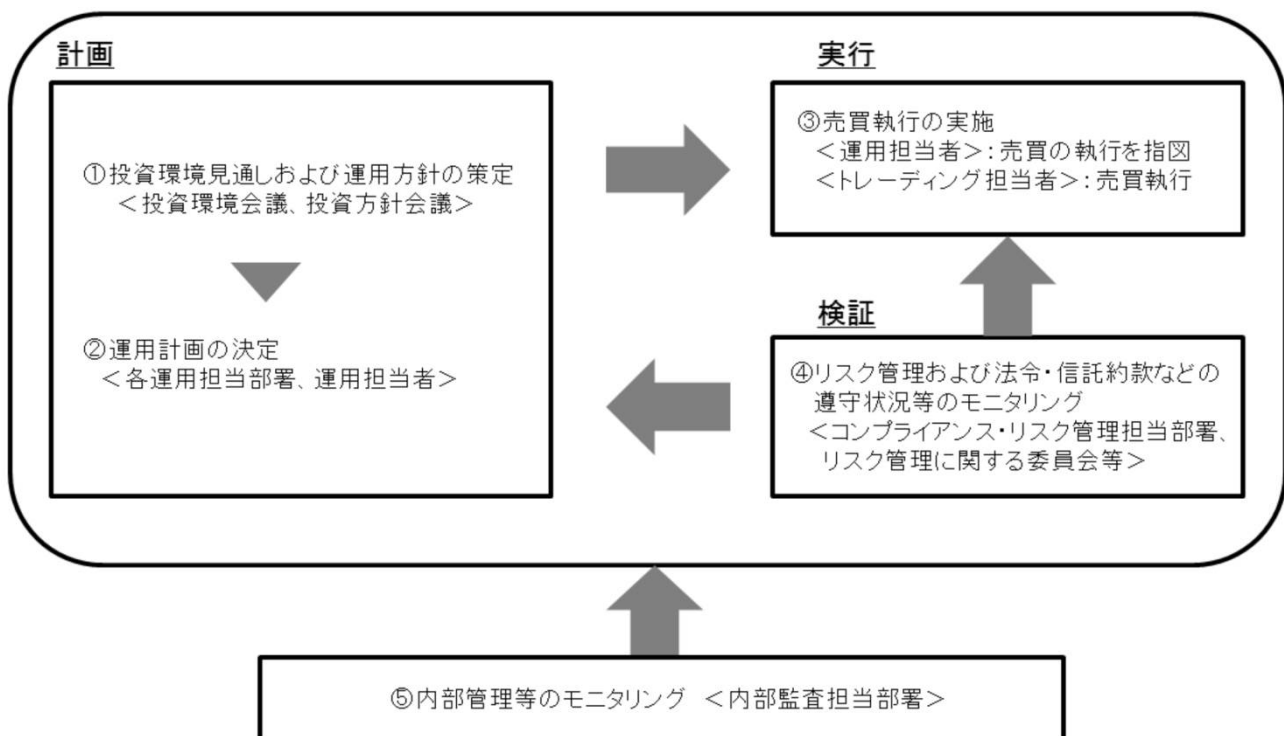 計画
①投資環境見通しおよび運用方針の策定
＜投資環境会議、投資方針会議＞
②運用計画の決定
＜各運用担当部署、運用担当者＞
実行
③売買執行の実施
＜運用担当者＞：売買の執行を指図
＜トレーディング担当者＞：売買執行
検証
④リスク管理および法令・信託約款などの
遵守状況等のモニタリング
＜コンプライアンス・リスク管理担当部署、
リスク管理に関する委員会等＞
⑤内部管理等のモニタリング ＜内部監査担当部署＞